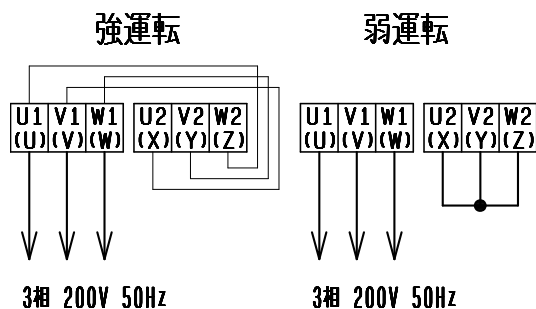 強運転 弱運転
U1 V1 W1 U2 V2 W2 U1 V1 W1 U2 V2 W2
(U) (V) (W) (X) (Y) (Z) (U) (V) (W) (X) (Y) (Z)
3相 200V 50Hz 3相 200V 50Hz